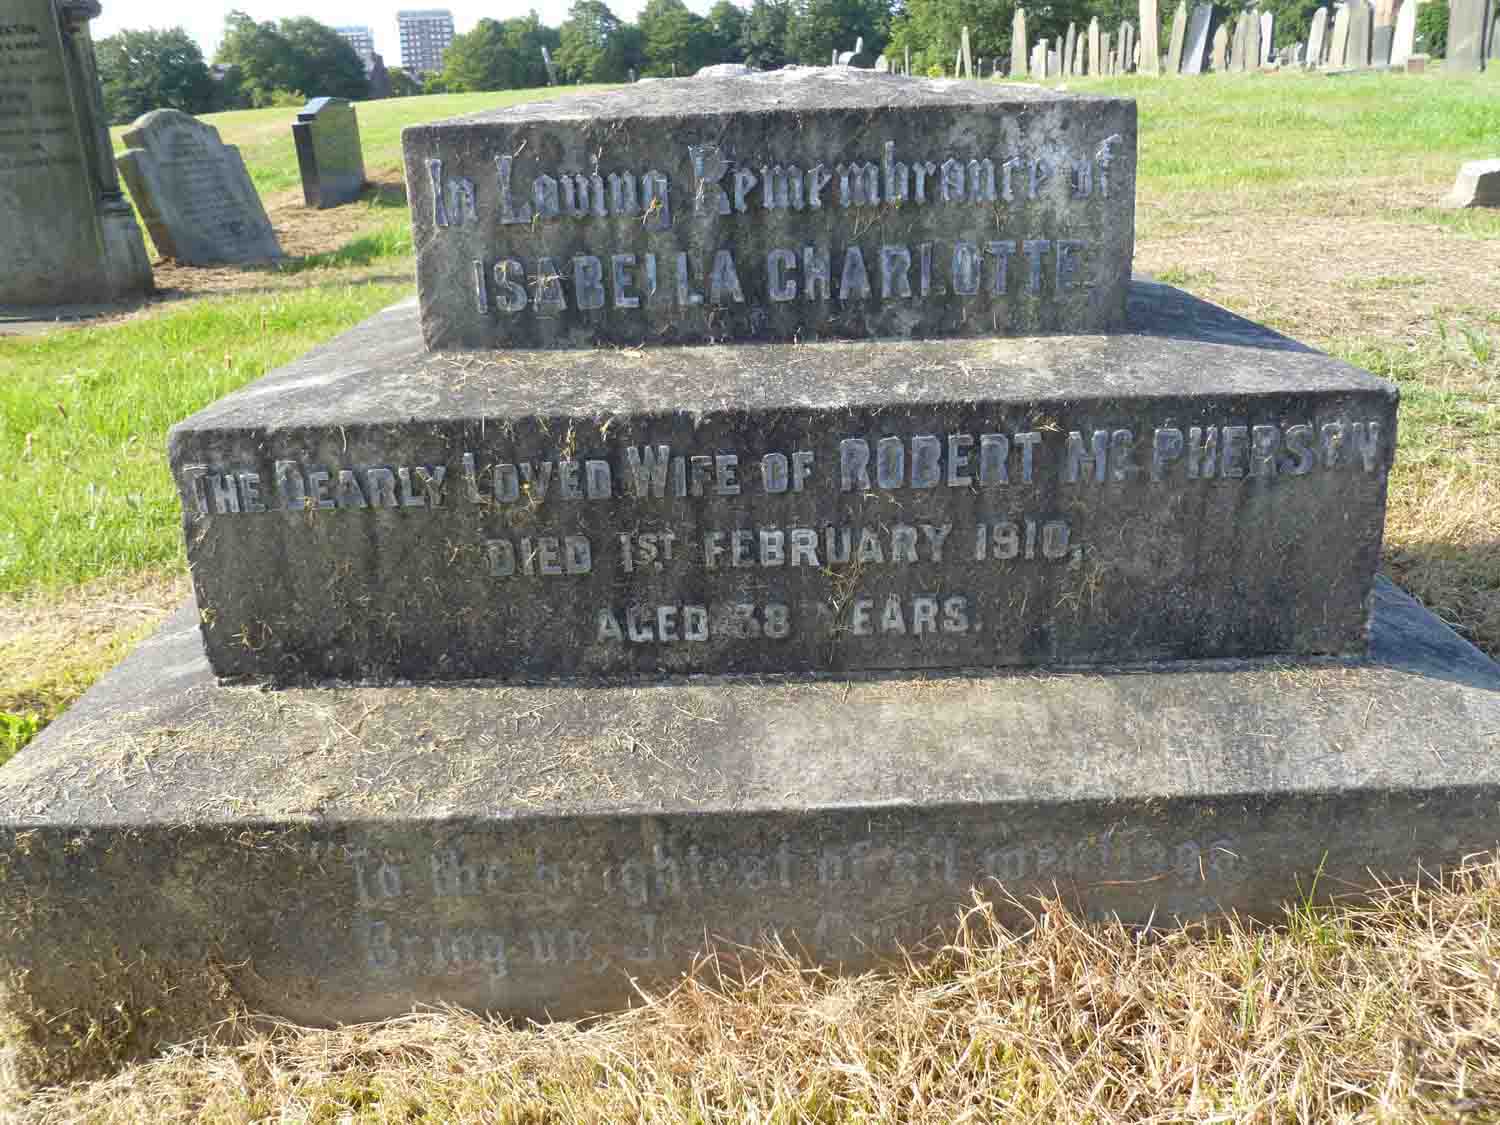 In Loving Remembrance of
ISABELLA CHARLOTTE
THE DEARLY LOVED WIFE OF ROBERT Mc PHERSON
DIED 1ST FEBRUARY 1910,
AGED 38 YEARS.
"To the brightest of all meetings
Bring us, Jesu